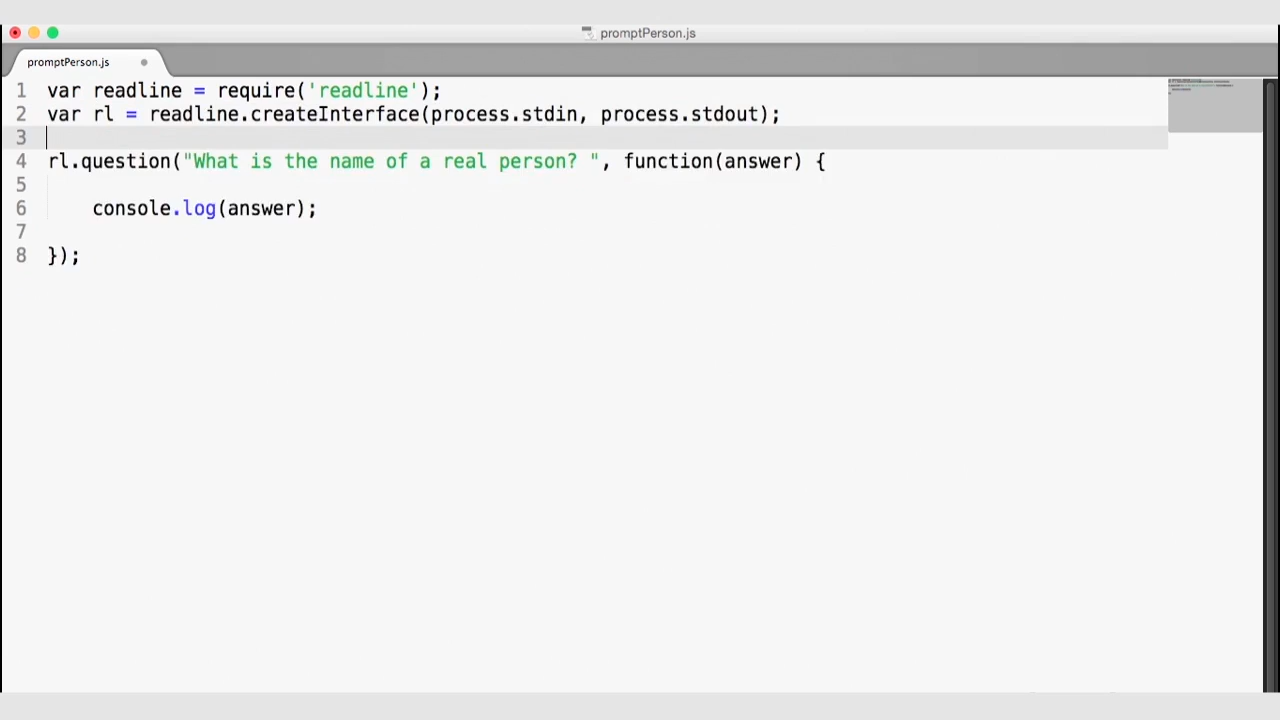 promptPerson.js
promptPerson.js
1 var readline = require('readline');
2 var rl = readline.createInterface(process.stdin, process.stdout);
3
4 rl.question("What is the name of a real person? ", function(answer) {
5
6     console.log(answer);
7
8 });